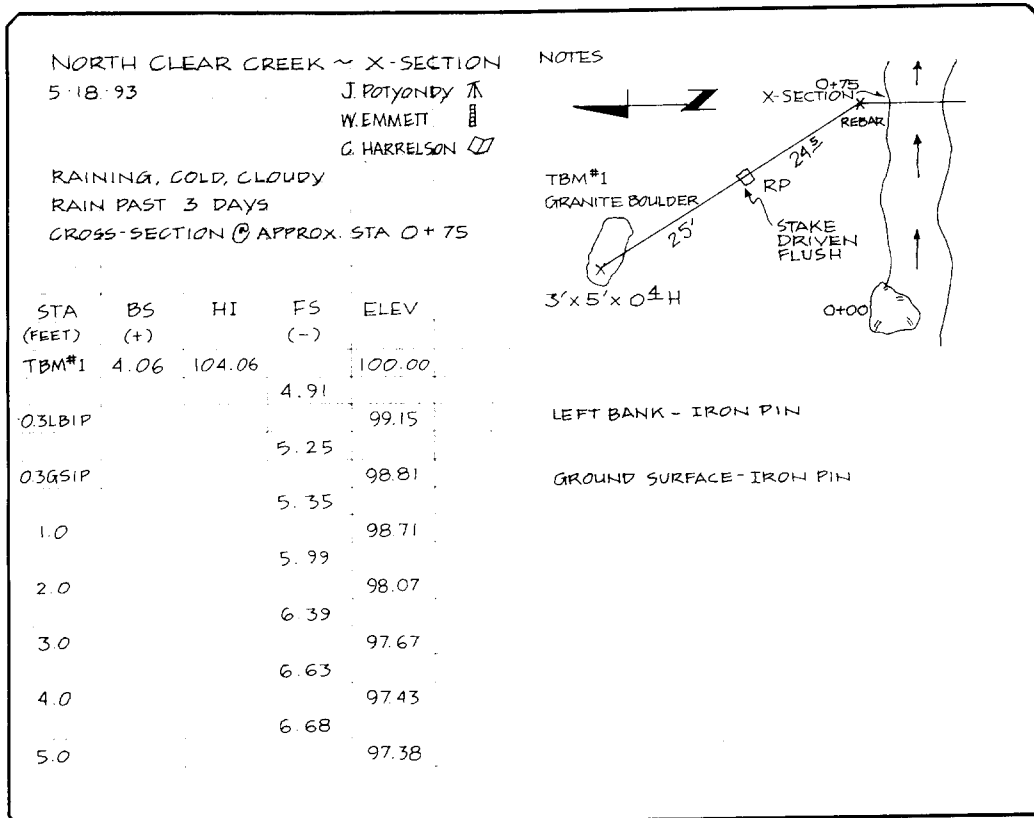 NORTH CLEAR CREEK ~ X-SECTION
5·18·93
J. POTYONDY
W. EMMETT
C. HARRELSON
RAINING, COLD, CLOUDY
RAIN PAST 3 DAYS
CROSS-SECTION @ APPROX. STA 0+75
STA BS HI FS ELEV
(FEET) (+) (-)
TBM#1 4.06 104.06 100.00
4.91
0.3LBIP 99.15
5.25
0.3GSIP 98.81
5.35
1.0 98.71
5.99
2.0 98.07
6.39
3.0 97.67
6.63
4.0 97.43
6.68
5.0 97.38
NOTES
Z
0+75
X-SECTION
REBAR
24.5
TBM#1
RP
GRANITE BOULDER
25'
STAKE
DRIVEN
FLUSH
3'x5'x0.4H
0+00
LEFT BANK - IRON PIN
GROUND SURFACE - IRON PIN